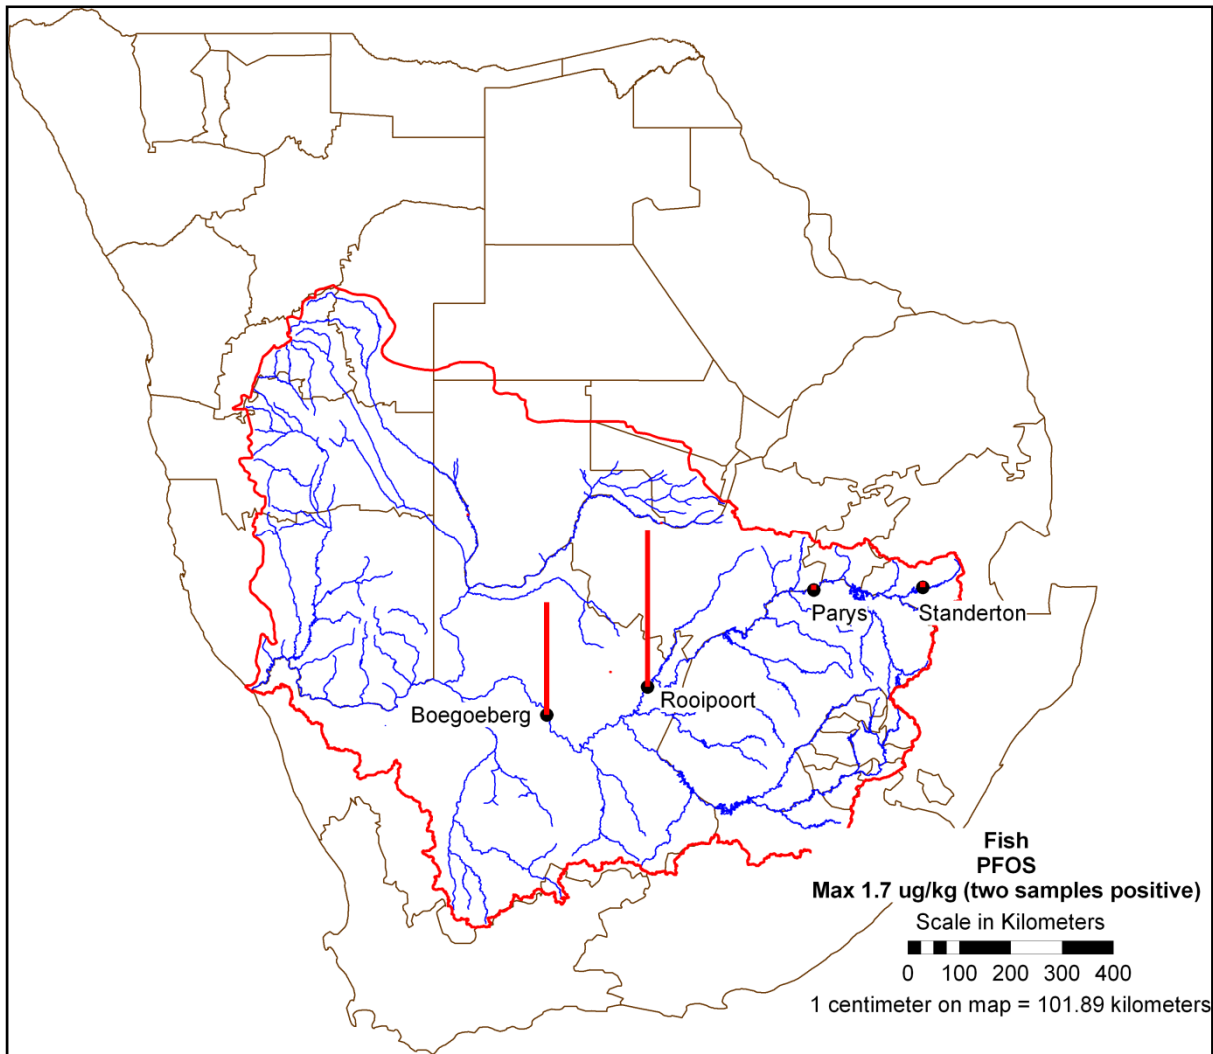 Parys
Standerton
Rooipoort
Boegoeberg
Fish
PFOS
Max 1.7 ug/kg (two samples positive)
Scale in Kilometers
0 100 200 300 400
1 centimeter on map = 101.89 kilometers